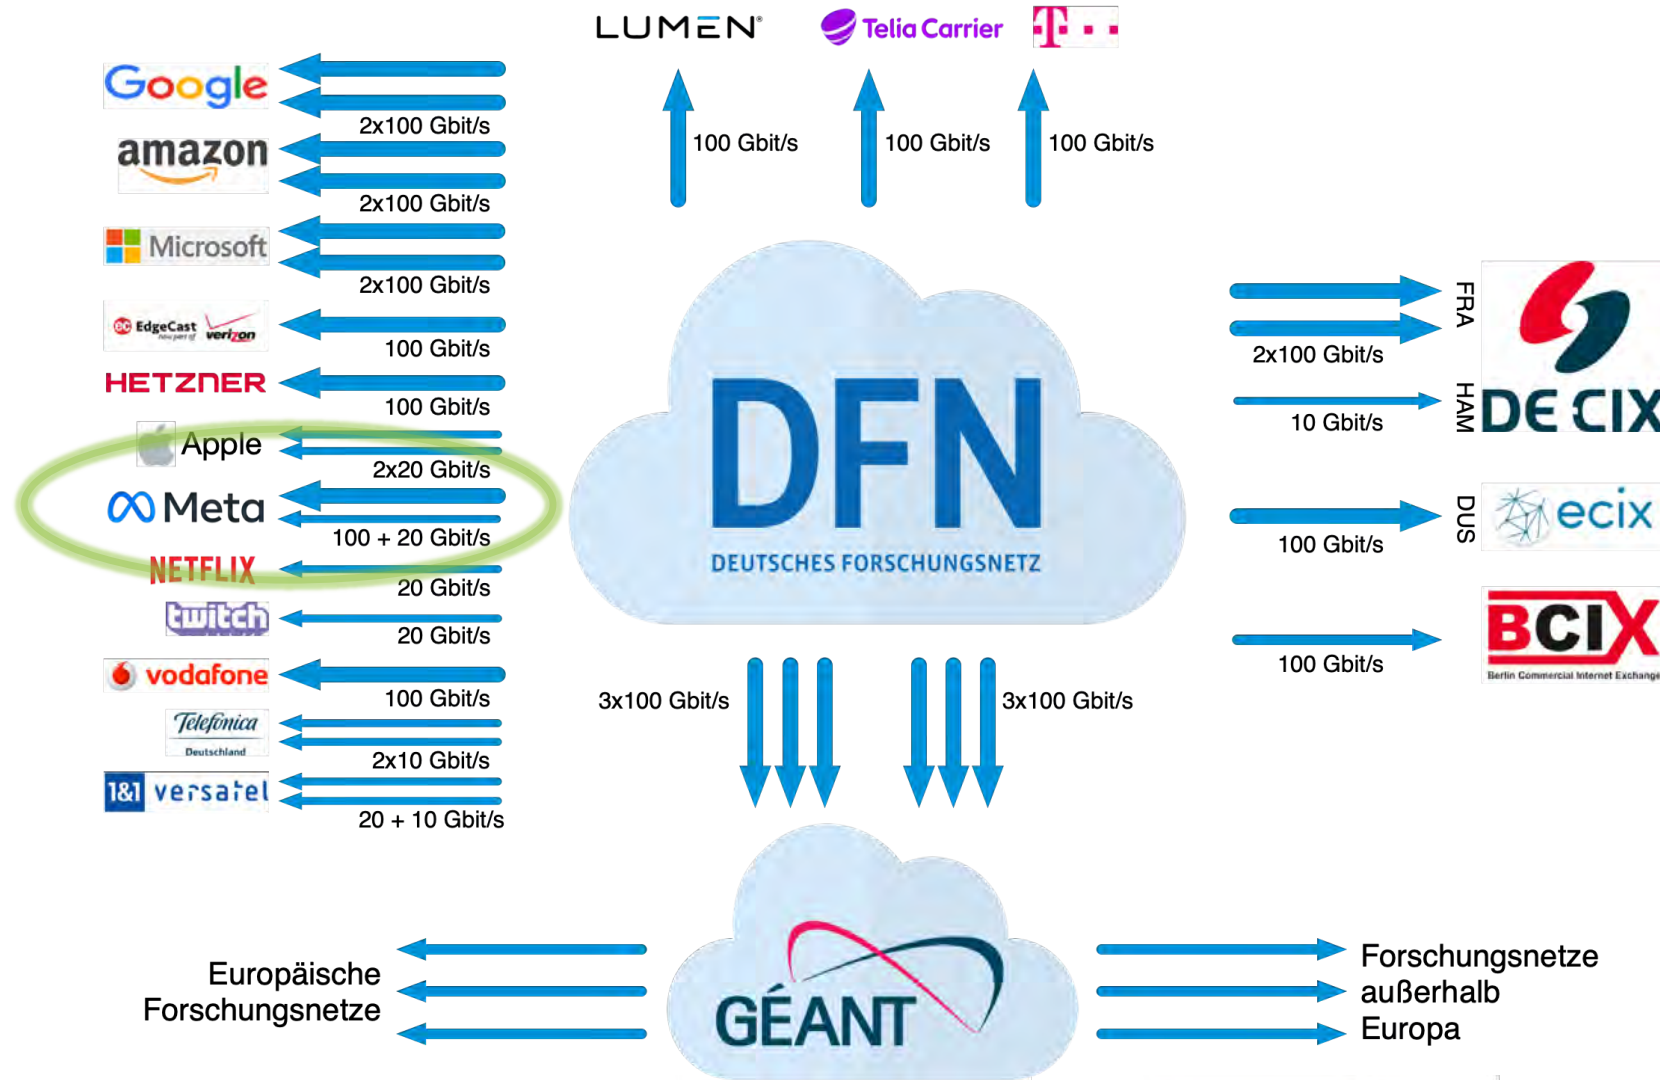 LUMEN®
Telia Carrier
T
100 Gbit/s
100 Gbit/s
100 Gbit/s
Google
2x100 Gbit/s
amazon
2x100 Gbit/s
Microsoft
2x100 Gbit/s
EdgeCast
now part of verizon
100 Gbit/s
HETZNER
100 Gbit/s
Apple
2x20 Gbit/s
Meta
100 + 20 Gbit/s
NETFLIX
20 Gbit/s
twitch
20 Gbit/s
vodafone
100 Gbit/s
Telefónica
Deutschland
2x10 Gbit/s
1&1 versatel
20 + 10 Gbit/s
DFN
DEUTSCHES FORSCHUNGSNETZ
FRA
2x100 Gbit/s
HAM
10 Gbit/s
DE CIX
DUS
ecix
100 Gbit/s
BCIX
Berlin Commercial Internet Exchange
100 Gbit/s
3x100 Gbit/s
3x100 Gbit/s
GÉANT
Europäische
Forschungsnetze
Forschungsnetze
außerhalb
Europa